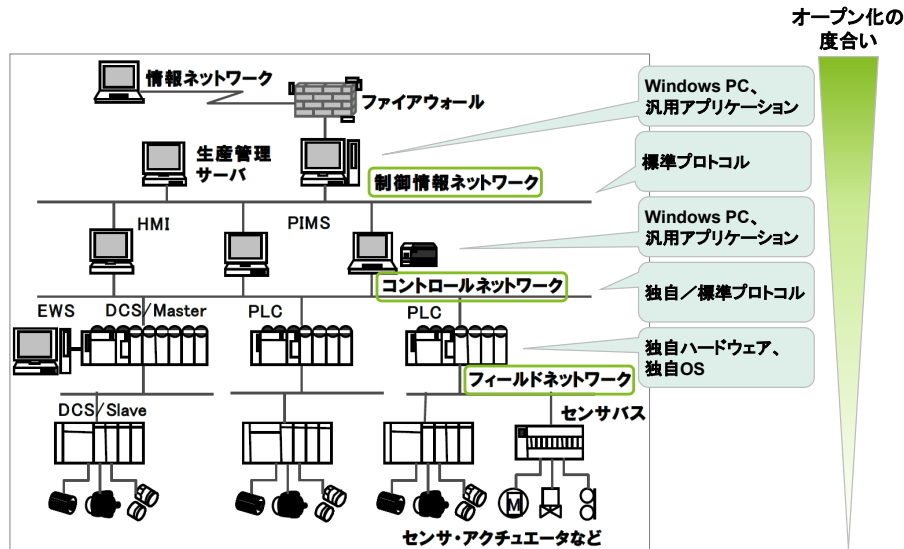 オープン化の
度合い
情報ネットワーク
ファイアウォール
Windows PC、
汎用アプリケーション
生産管理
サーバ
制御情報ネットワーク
標準プロトコル
HMI
PIMS
Windows PC、
汎用アプリケーション
コントロールネットワーク
独自／標準プロトコル
EWS
DCS/Master
PLC
PLC
独自ハードウェア、
独自OS
フィールドネットワーク
DCS/Slave
センサバス
M
センサ・アクチュエータなど